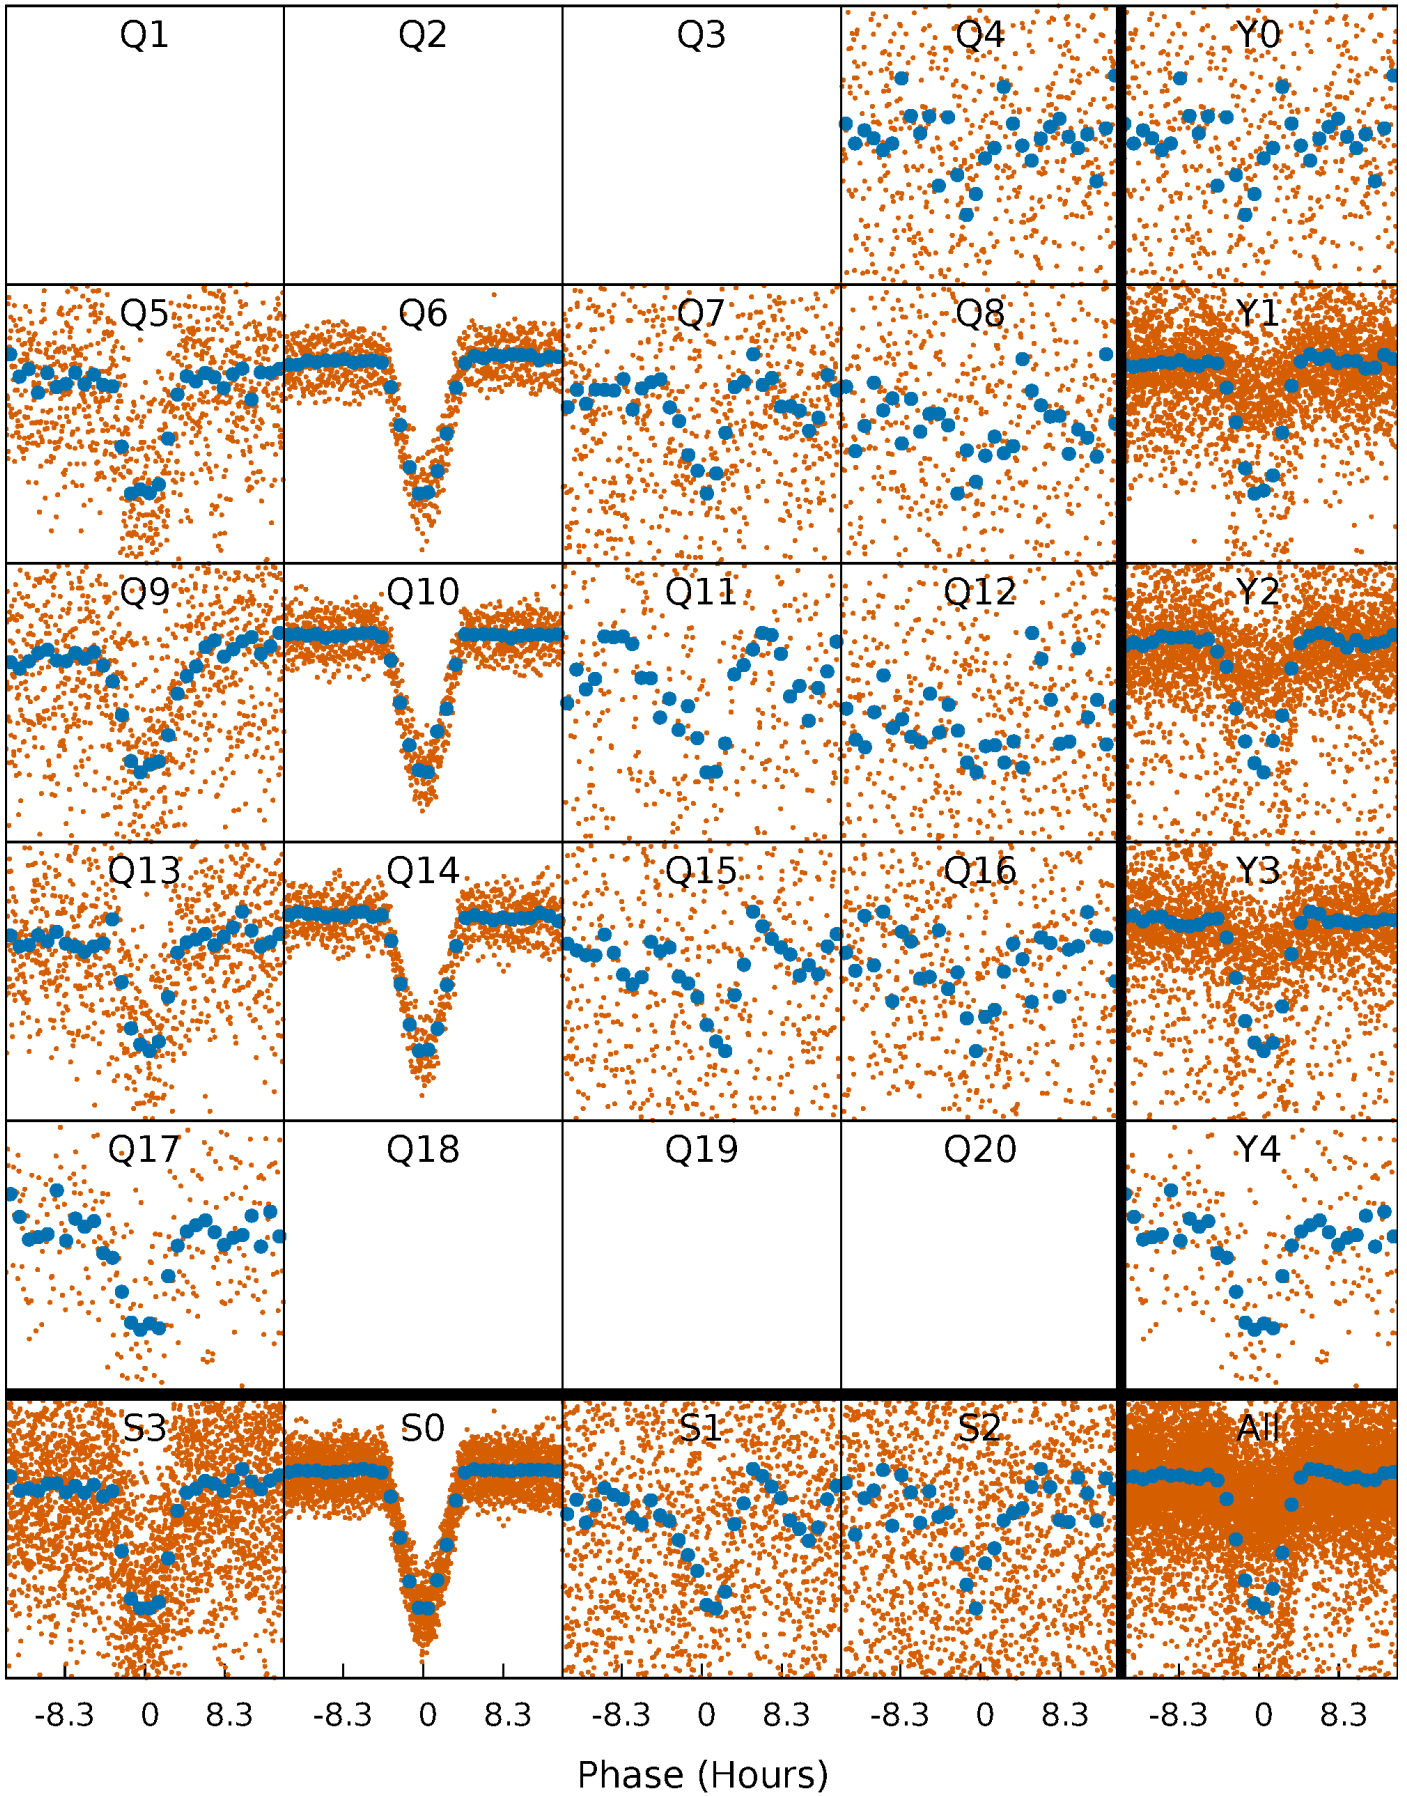 Q1 Q2 Q3 Q4 Y0
Q5 Q6 Q7 Q8 Y1
Q9 Q10 Q11 Q12 Y2
Q13 Q14 Q15 Q16 Y3
Q17 Q18 Q19 Q20 Y4
S3 S0 S1 S2 All
-8.3 0 8.3 -8.3 0 8.3 -8.3 0 8.3 -8.3 0 8.3 -8.3 0 8.3
Phase (Hours)